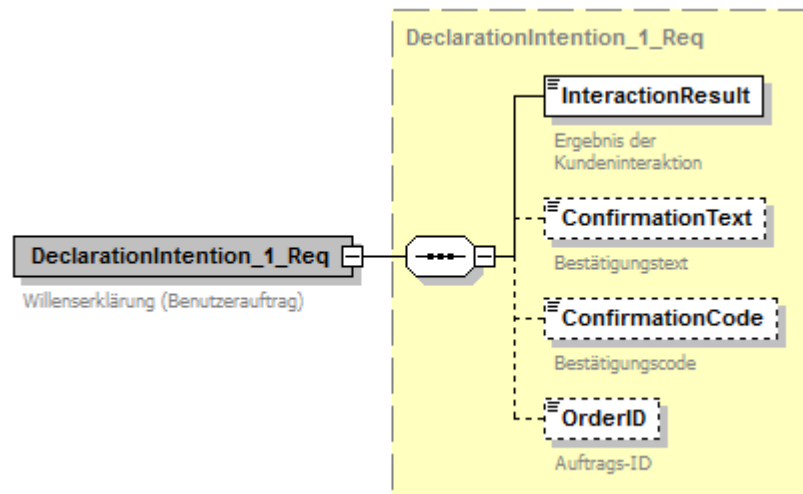 DeclarationIntention_1_Req
InteractionResult
Ergebnis der
Kundeninteraktion
ConfirmationText
Bestätigungstext
DeclarationIntention_1_Req
Willenserklärung (Benutzerauftrag)
ConfirmationCode
Bestätigungscode
OrderID
Auftrags-ID